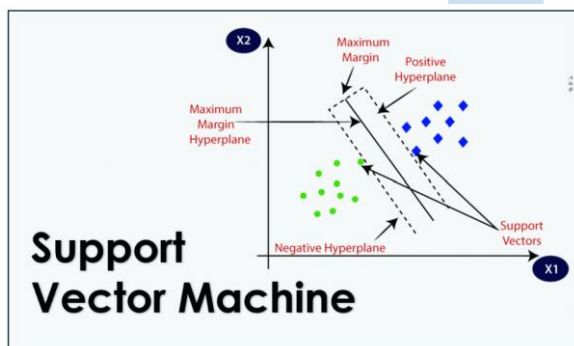 X2
Maximum
Margin
Positive
Hyperplane
Maximum
Margin
Hyperplane
Support
Vectors
Negative Hyperplane
X1
Support
Vector Machine